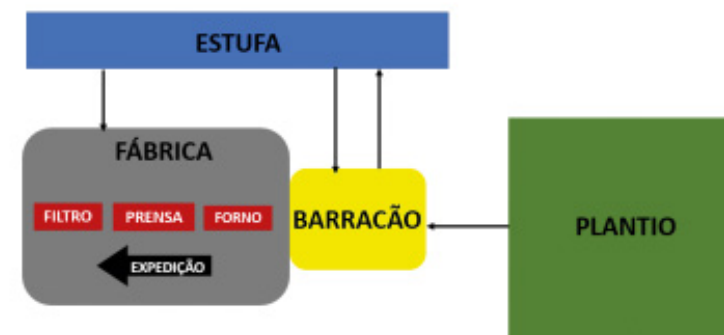 ESTUFA
FÁBRICA
FILTRO PRENSA FORNO
EXPEDIÇÃO
BARRACÃO
PLANTIO